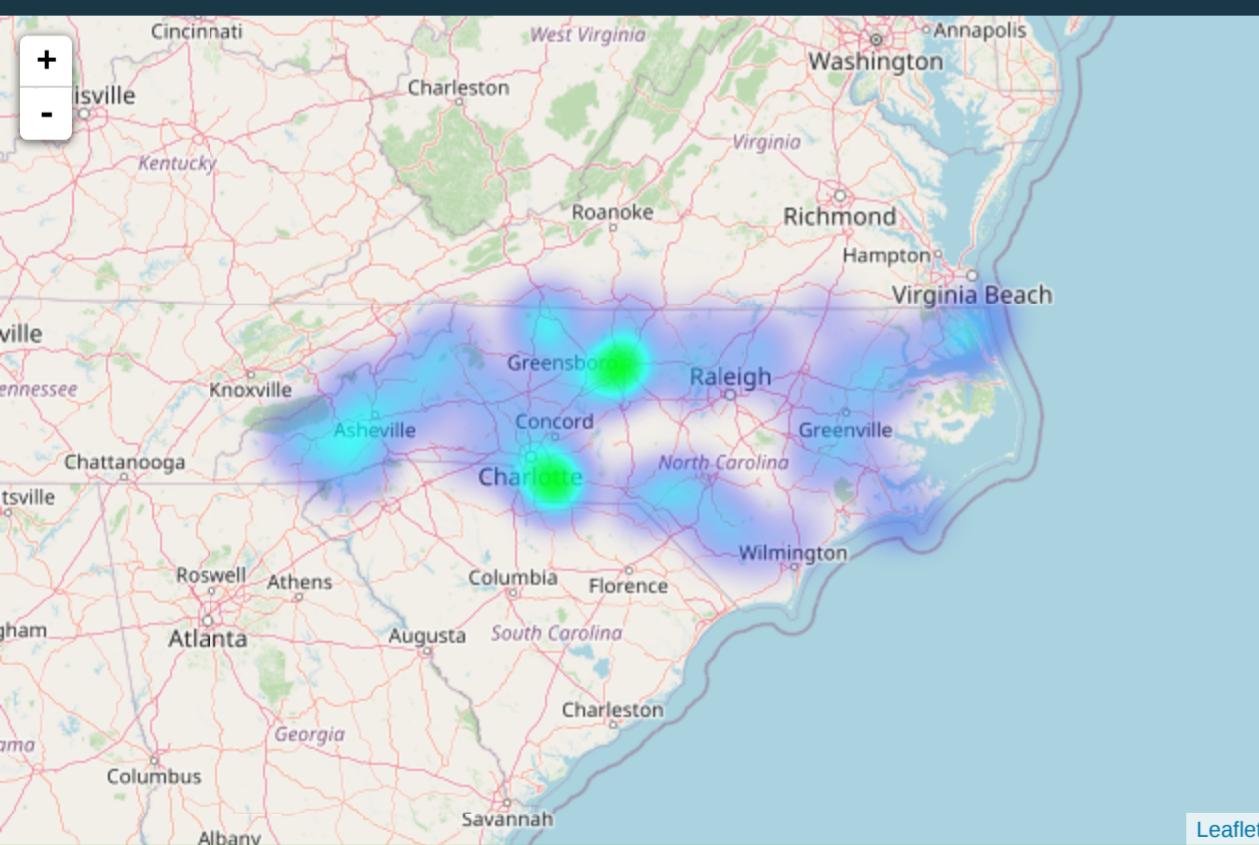 Cincinnati
West Virginia
Annapolis
+
Washington
Charleston
isville
-
Virginia
Kentucky
Roanoke
Richmond
Hampton
Virginia Beach
ville
Greensboro
Raleigh
ennessee
Knoxville
Concord
Asheville
Greenville
Chattanooga
North Carolina
Charlotte
tsville
Wilmington
Roswell
Athens
Columbia
Florence
gham
Atlanta
Augusta
South Carolina
Charleston
Georgia
ama
Columbus
Savannah
Leaflet
Albany